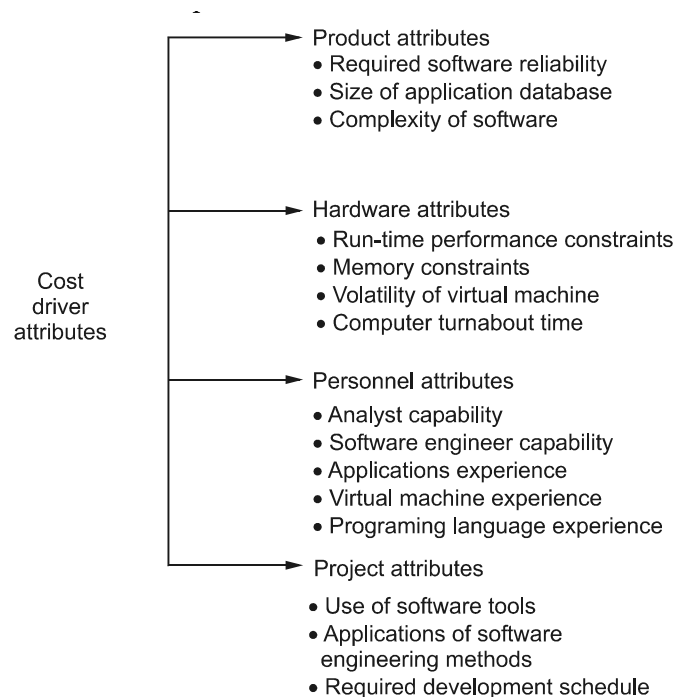 Product attributes
• Required software reliability
• Size of application database
• Complexity of software
Hardware attributes
• Run-time performance constraints
• Memory constraints
• Volatility of virtual machine
• Computer turnabout time
Cost
driver
attributes
Personnel attributes
• Analyst capability
• Software engineer capability
• Applications experience
• Virtual machine experience
• Programing language experience
Project attributes
• Use of software tools
• Applications of software
engineering methods
• Required development schedule